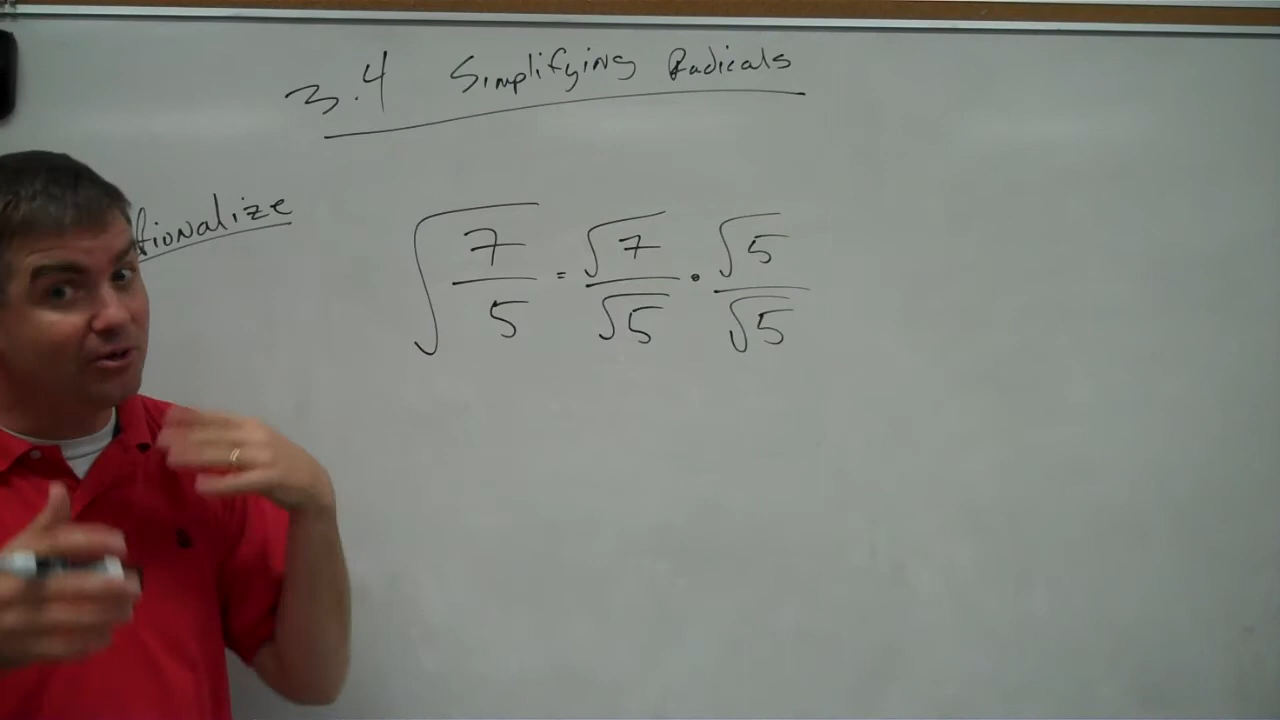 3.4 Simplifying Radicals
tionalize
√(7/5) = √7/√5 · √5/√5